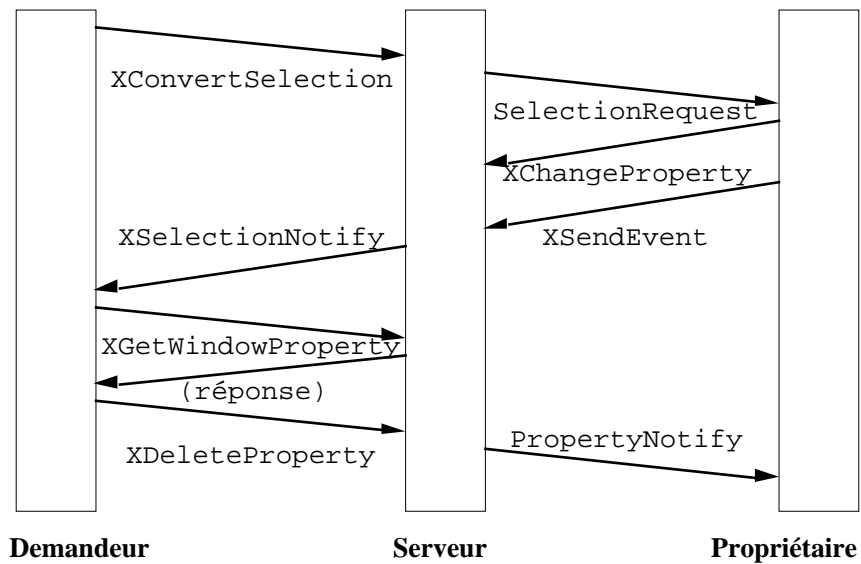 XConvertSelection
SelectionRequest
XChangeProperty
XSelectionNotify
XSendEvent
XGetWindowProperty
(réponse)
PropertyNotify
XDeleteProperty
Demandeur
Serveur
Propriétaire